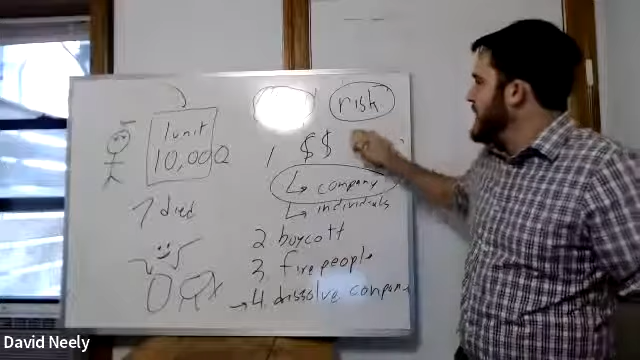 risk
1 unit
10,000
7 died
1 $$
↳ company
↳ individuals
2 boycott
3 fire people
→ 4. dissolve company
David Neely